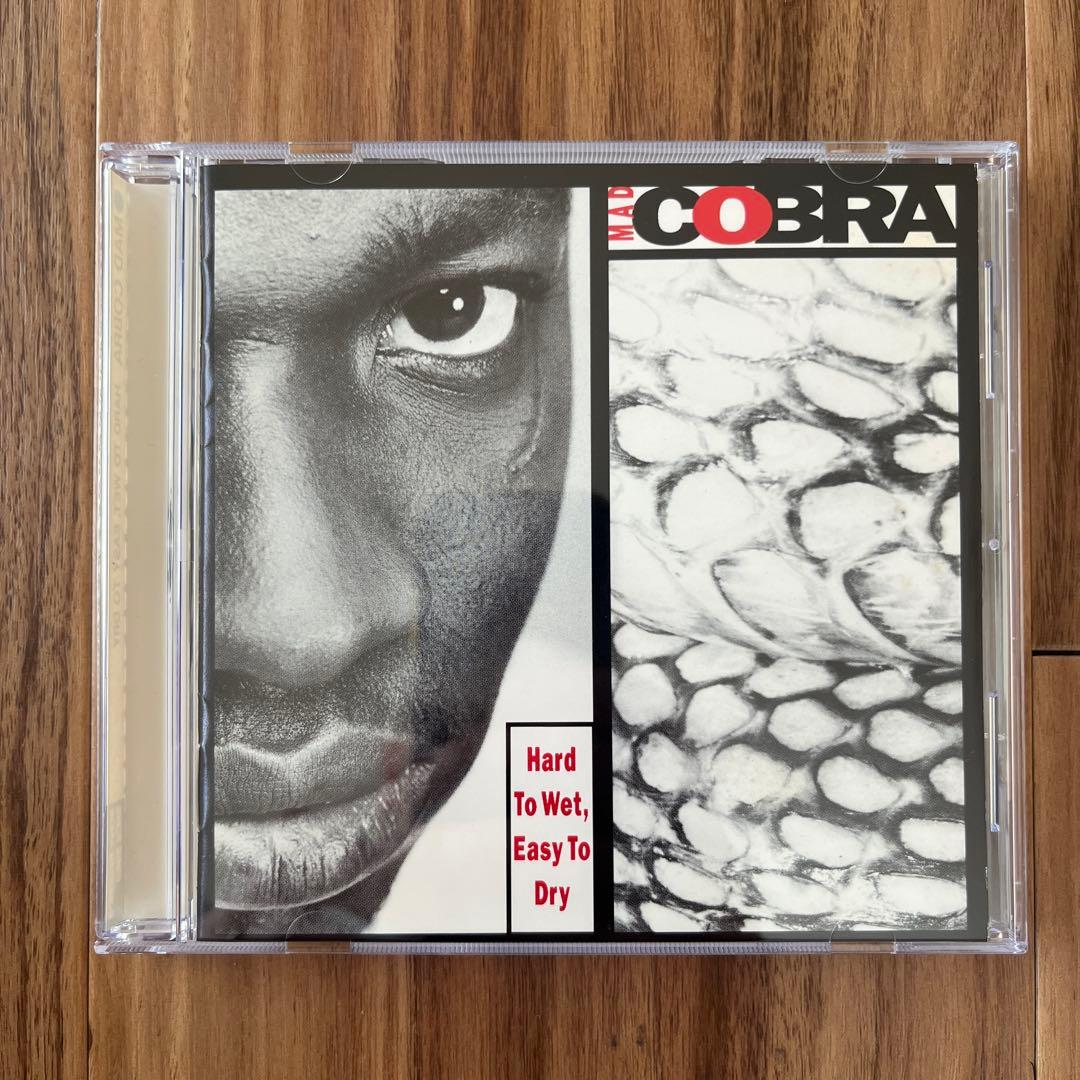 MAD
COBRA
Hard
To Wet,
Easy To
Dry